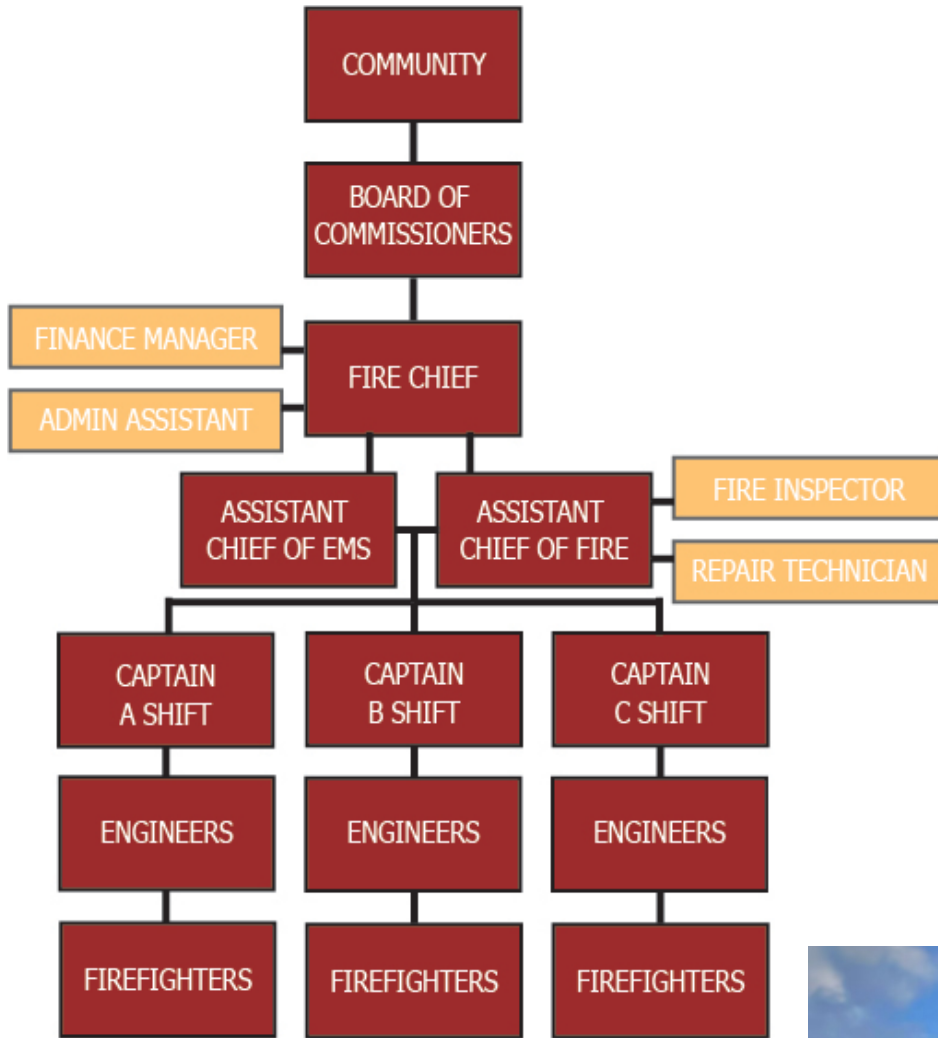 COMMUNITY
BOARD OF
COMMISSIONERS
FINANCE MANAGER
FIRE CHIEF
ADMIN ASSISTANT
ASSISTANT
CHIEF OF EMS
ASSISTANT
CHIEF OF FIRE
FIRE INSPECTOR
REPAIR TECHNICIAN
CAPTAIN
A SHIFT
CAPTAIN
B SHIFT
CAPTAIN
C SHIFT
ENGINEERS
ENGINEERS
ENGINEERS
FIREFIGHTERS
FIREFIGHTERS
FIREFIGHTERS